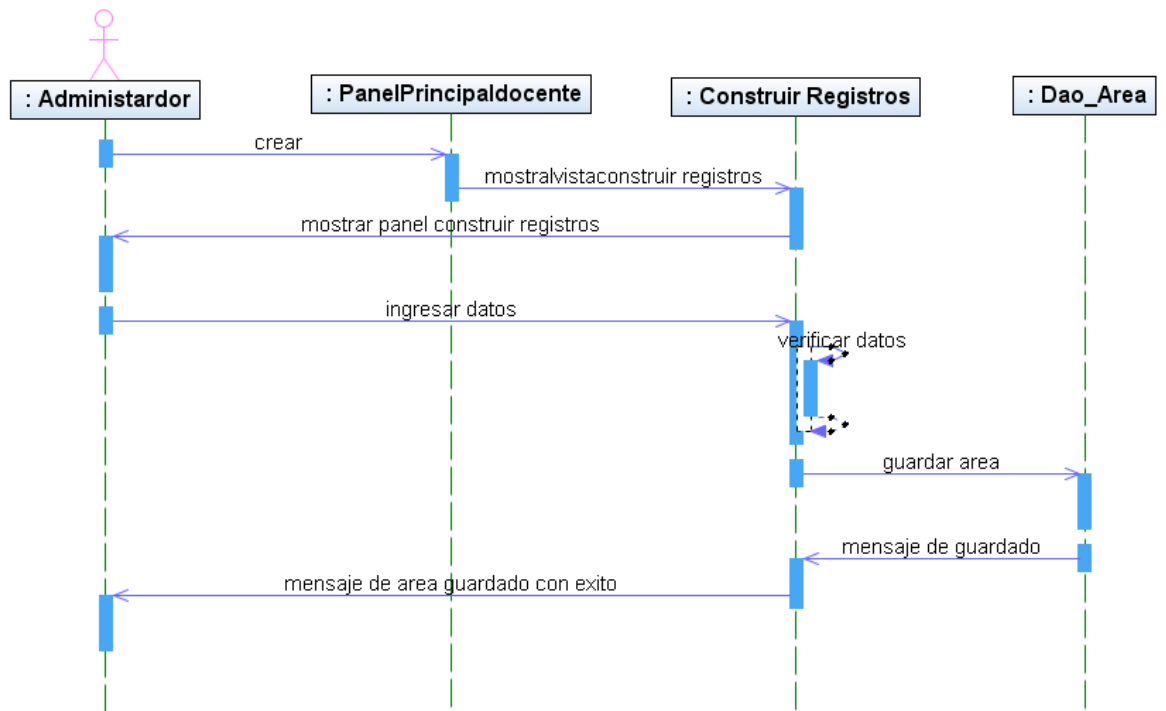 : Administardor
: PanelPrincipaldocente
: Construir Registros
: Dao_Area
crear
mostralvistaconstruir registros
mostrar panel construir registros
ingresar datos
verificar datos
guardar area
mensaje de guardado
mensaje de area guardado con exito